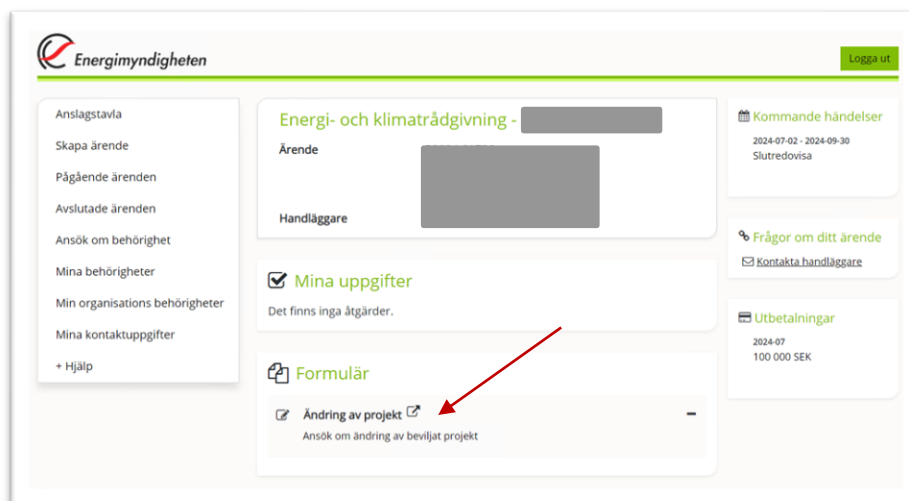 Energimyndigheten
Logga ut
Anslagstavla
Skapa ärende
Pågående ärenden
Avslutade ärenden
Ansök om behörighet
Mina behörigheter
Min organisations behörigheter
Mina kontaktuppgifter
+ Hjälp
Energi- och klimatrådgivning -
Ärende
Handläggare
Mina uppgifter
Det finns inga åtgärder.
Formulär
Ändring av projekt
Ansök om ändring av beviljat projekt
Kommande händelser
2024-07-02 - 2024-09-30
Slutredovisa
Frågor om ditt ärende
Kontakta handläggare
Utbetalningar
2024-07
100 000 SEK